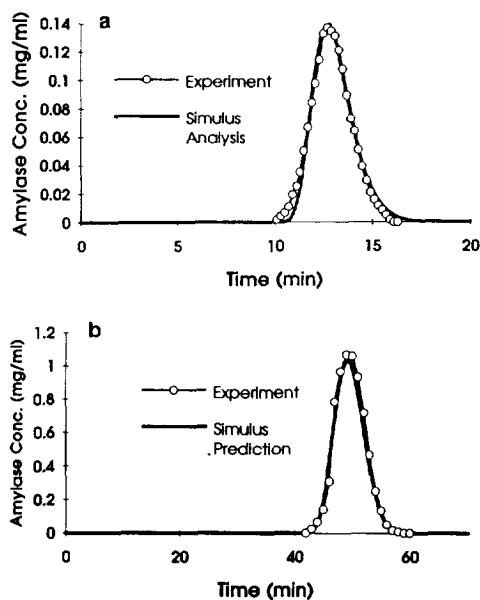 a
Amylase Conc. (mg/ml)
0.14
0.12
0.1
0.08
0.06
0.04
0.02
0
Experiment
Simulus
Analysis
0
5
10
15
20
Time (min)
b
Amylase Conc. (mg/ml)
1.2
1
0.8
0.6
0.4
0.2
0
Experiment
Simulus
Prediction
0
20
40
60
Time (min)